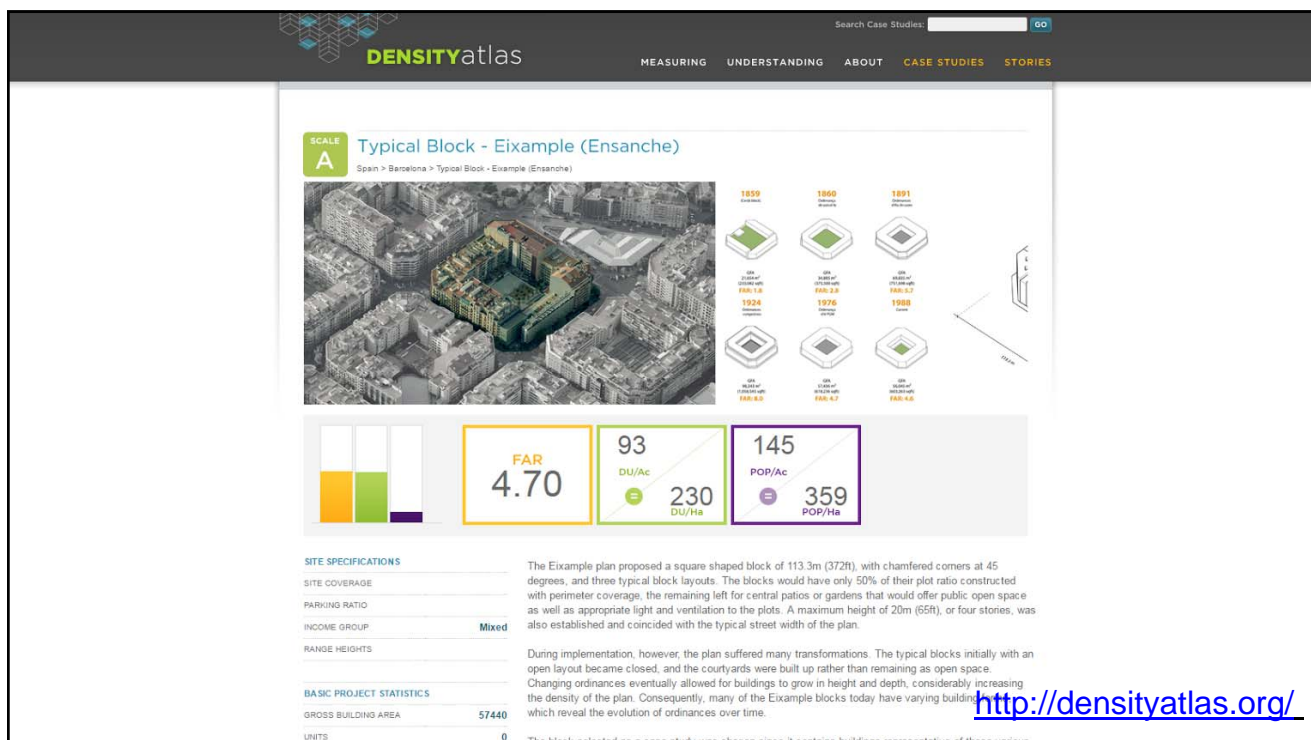 Search Case Studies: GO
DENSITYatlas
MEASURING UNDERSTANDING ABOUT CASE STUDIES STORIES
SCALE
A
Typical Block - Eixample (Ensanche)
Spain > Barcelona > Typical Block - Eixample (Ensanche)
1859 1860 1891
GFA GFA GFA
FAR: 1.8 FAR: 2.8 FAR: 5.7
1924 1976 1988
GFA GFA GFA
FAR: 8.0 FAR: 4.7 FAR: 4.6
FAR
4.70
93
DU/Ac
=
230
DU/Ha
145
POP/Ac
=
359
POP/Ha
SITE SPECIFICATIONS
SITE COVERAGE
PARKING RATIO
INCOME GROUP Mixed
RANGE HEIGHTS
BASIC PROJECT STATISTICS
GROSS BUILDING AREA 57440
UNITS 0
The Eixample plan proposed a square shaped block of 113.3m (372ft), with chamfered corners at 45
degrees, and three typical block layouts. The blocks would have only 50% of their plot ratio constructed
with perimeter coverage, the remaining left for central patios or gardens that would offer public open space
as well as appropriate light and ventilation to the plots. A maximum height of 20m (65ft), or four stories, was
also established and coincided with the typical street width of the plan.
During implementation, however, the plan suffered many transformations. The typical blocks initially with an
open layout became closed, and the courtyards were built up rather than remaining as open space.
Changing ordinances eventually allowed for buildings to grow in height and depth, considerably increasing
the density of the plan. Consequently, many of the Eixample blocks today have varying building
which reveal the evolution of ordinances over time.
http://densityatlas.org/